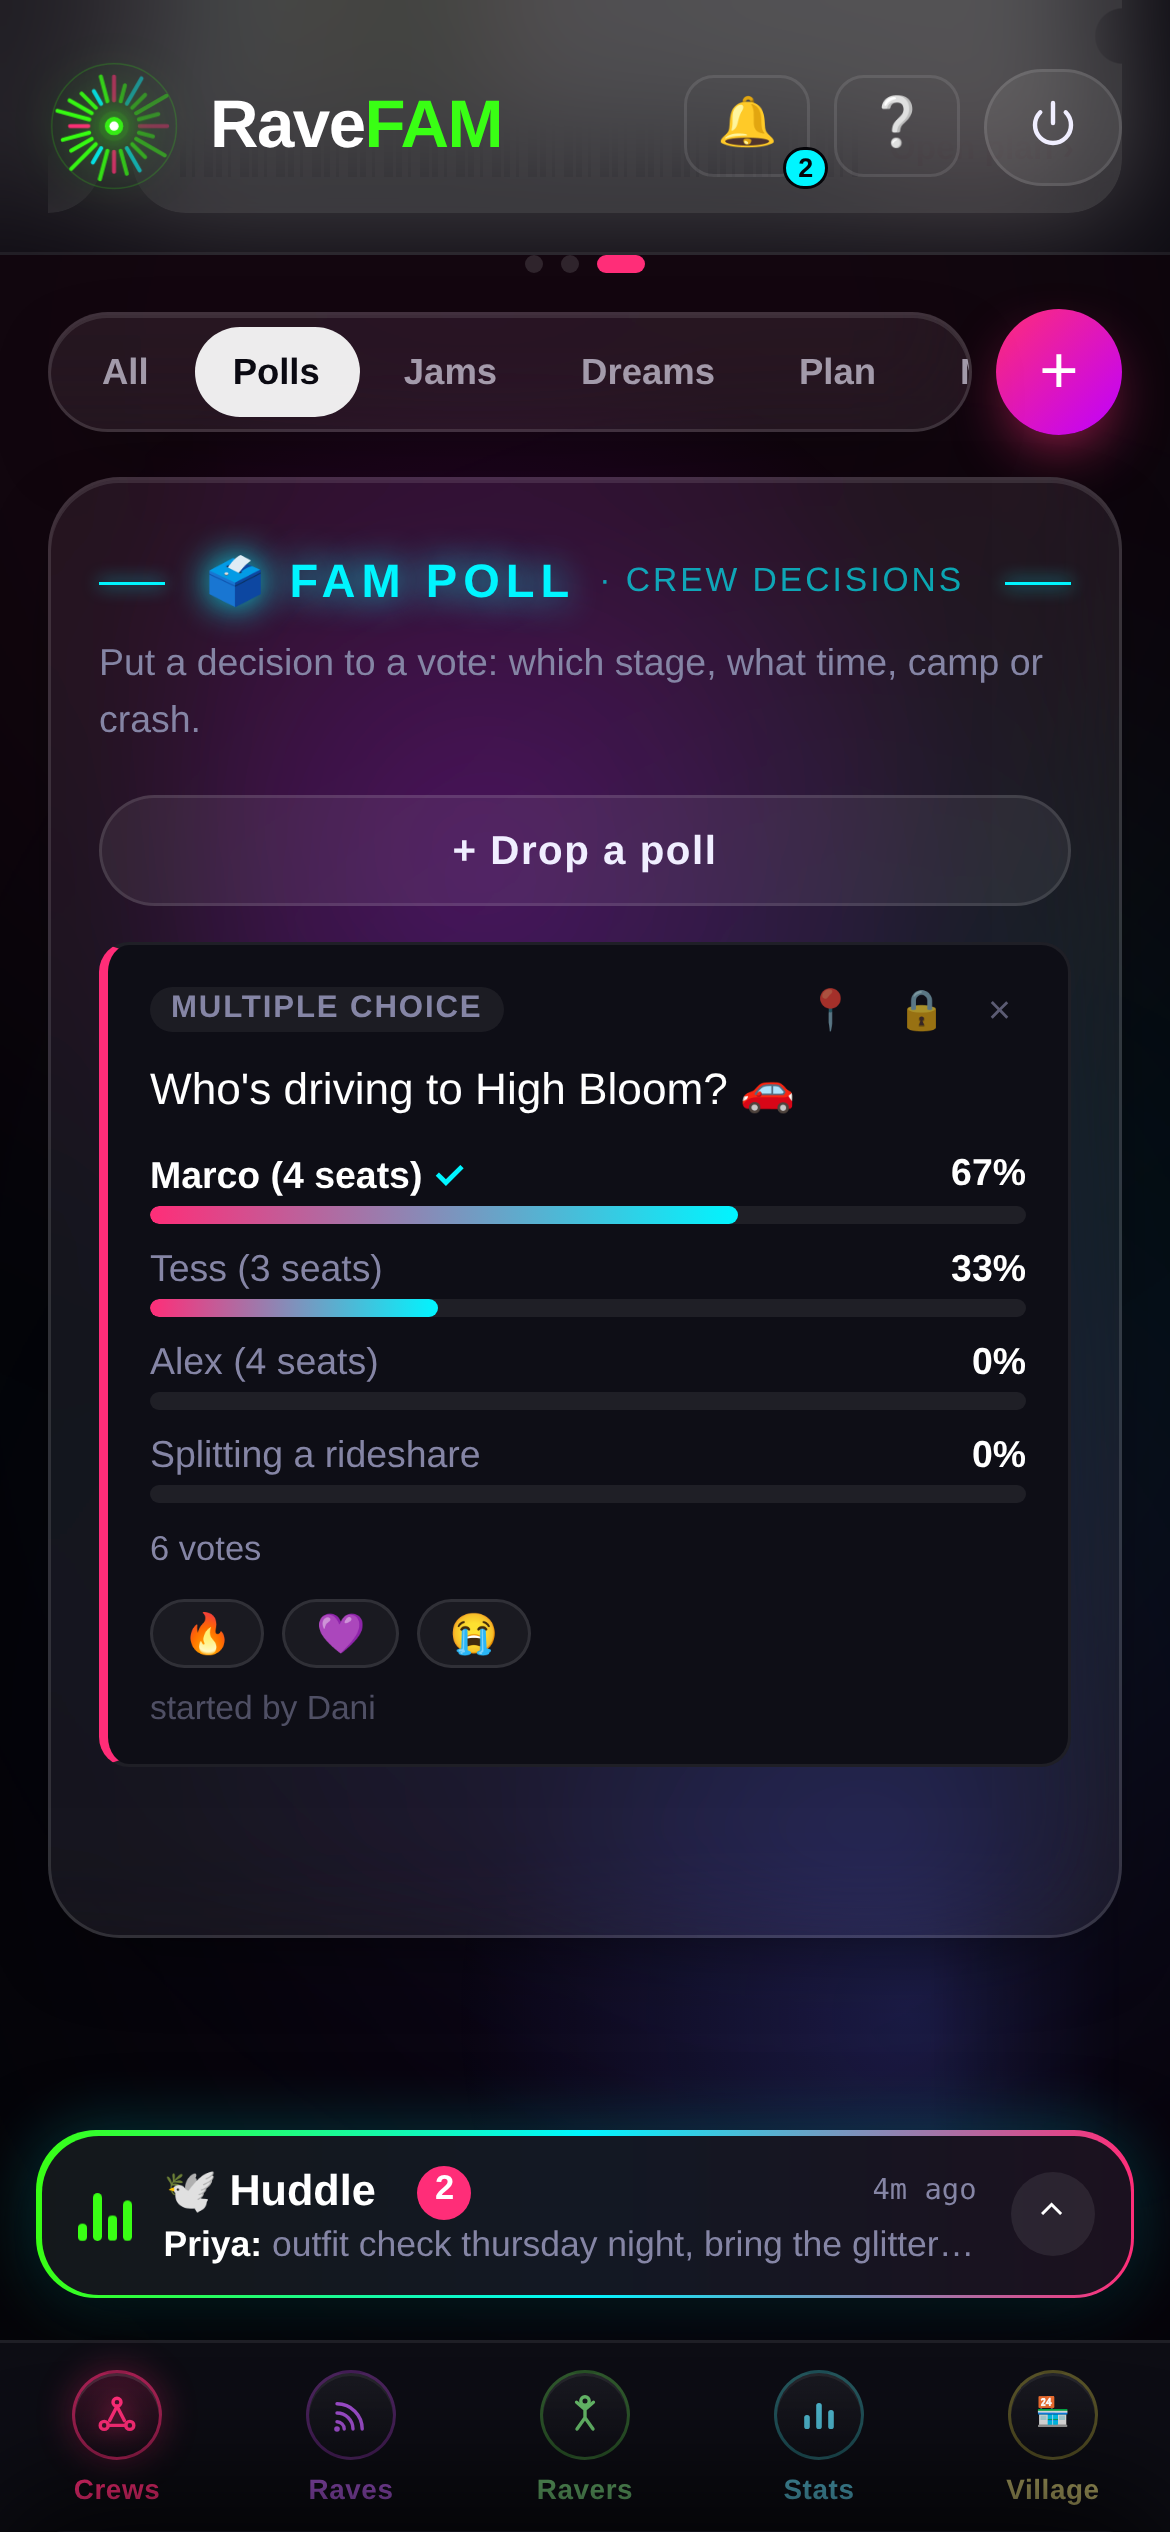 RaveFAM
2
All Polls Jams Dreams Plan
+
🗳️ FAM POLL · CREW DECISIONS
Put a decision to a vote: which stage, what time, camp or
crash.
+ Drop a poll
MULTIPLE CHOICE
Who's driving to High Bloom? 🚗
Marco (4 seats) ✓ 67%
Tess (3 seats) 33%
Alex (4 seats) 0%
Splitting a rideshare 0%
6 votes
started by Dani
🕊️ Huddle 2 4m ago
Priya: outfit check thursday night, bring the glitter…
Crews Raves Ravers Stats Village